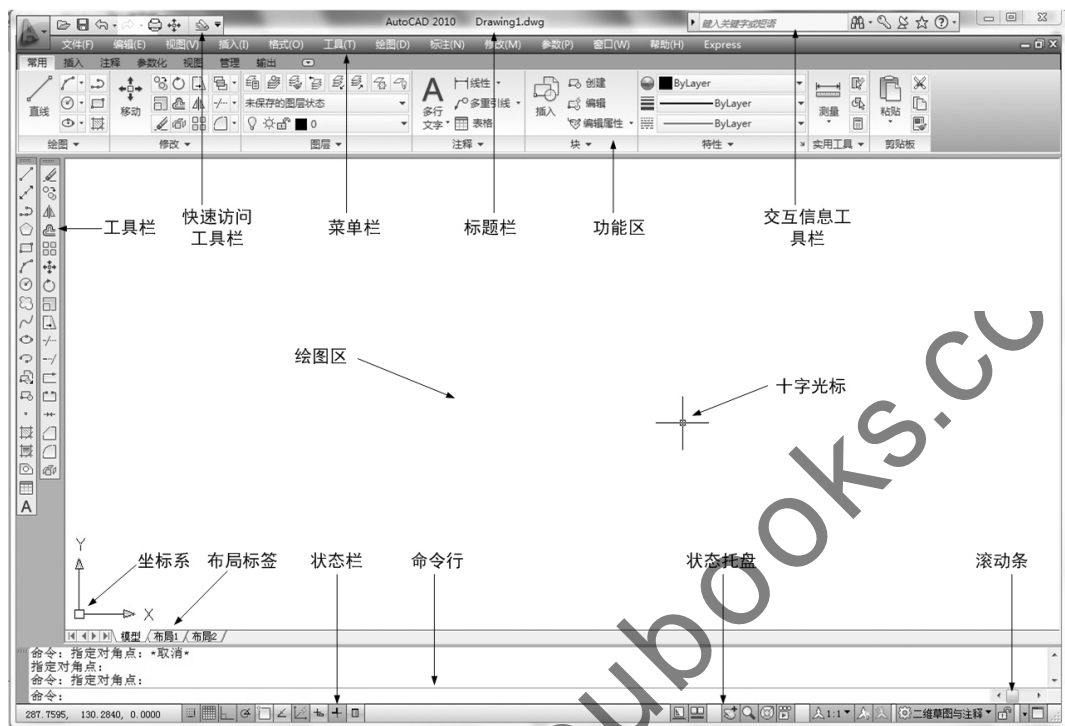 AutoCAD 2010 Drawing1.dwg
键入关键字或短语
文件(F) 编辑(E) 视图(V) 插入(I) 格式(O) 工具(T) 绘图(D) 标注(N) 修改(M) 参数(P) 窗口(W) 帮助(H) Express
常用 插入 注释 参数化 视图 管理 输出
直线
移动
未保存的图层状态
0
A
多行
文字
线性
多重引线
表格
插入
创建
编辑
编辑属性
ByLayer
ByLayer
ByLayer
测量
粘贴
绘图 修改 图层 注释 块 特性 实用工具 剪贴板
工具栏
快速访问
工具栏
菜单栏
标题栏
功能区
交互信息工
具栏
绘图区
十字光标
A
Y
X
坐标系
布局标签
状态栏
命令行
状态托盘
滚动条
模型 布局1 布局2
命令: 指定对角点: *取消*
指定对角点:
命令: 指定对角点:
命令:
287.7595, 130.2840, 0.0000
1:1
二维草图与注释
ubooks.co